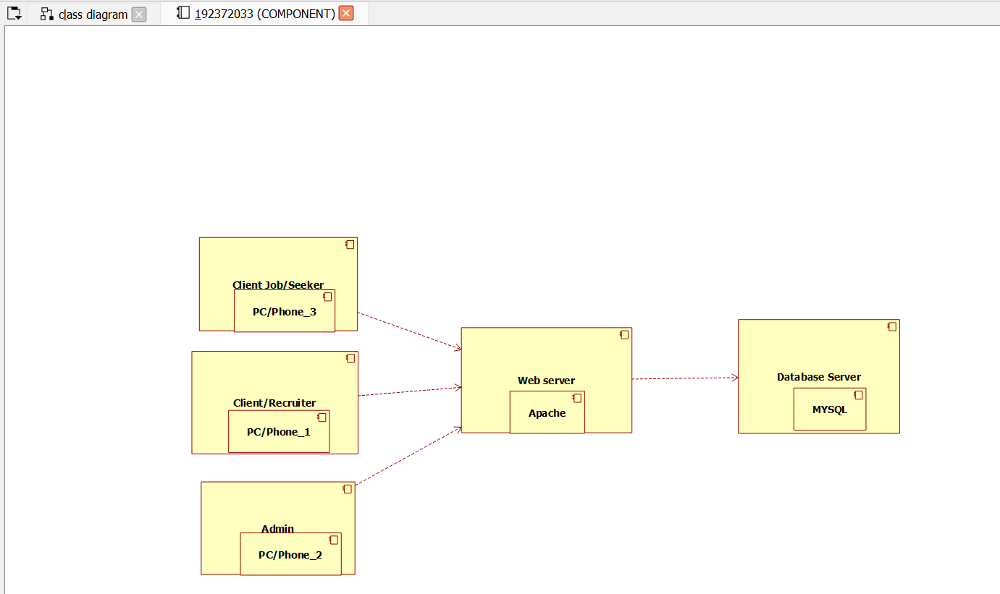 class diagram
192372033 (COMPONENT)
Client Job/Seeker
PC/Phone_3
Client/Recruiter
PC/Phone_1
Admin
PC/Phone_2
Web server
Apache
Database Server
MYSQL